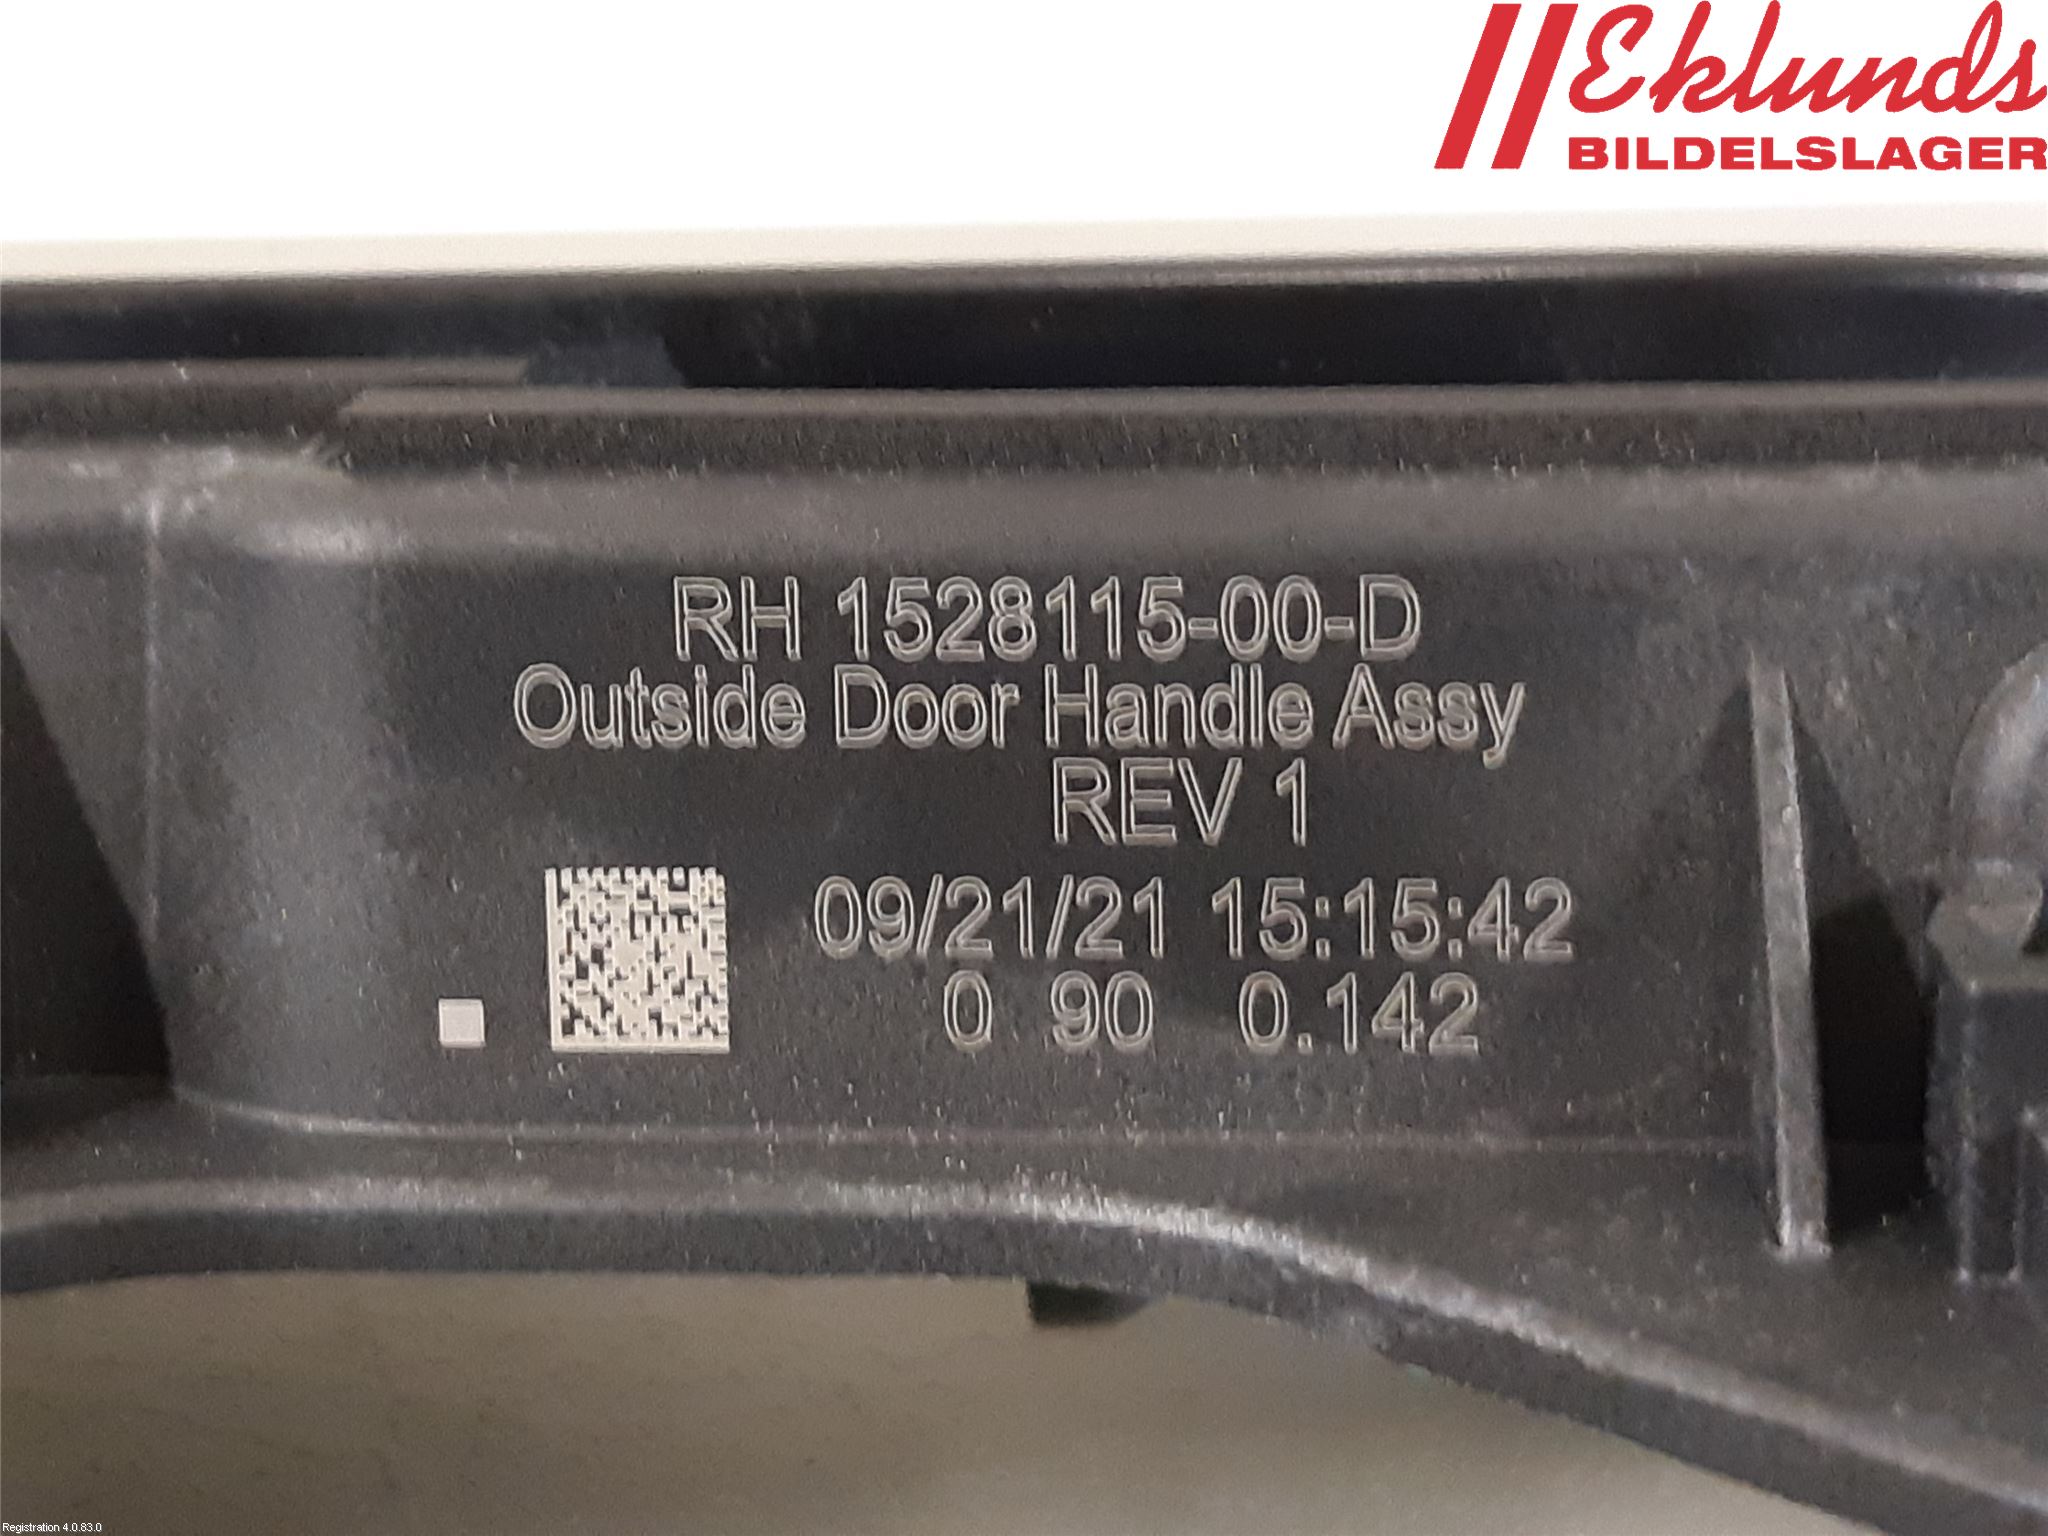 Eklunds
BILDELSLAGER
RH 1528115-00-D
Outside Door Handle Assy
REV 1
09/21/21 15:15:42
0 90 0.142
Registration 4.0.83.0